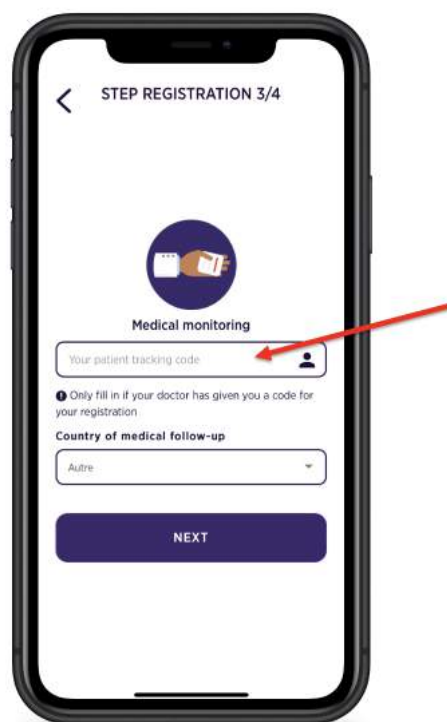 STEP REGISTRATION 3/4
Medical monitoring
Your patient tracking code
Only fill in if your doctor has given you a code for
your registration
Country of medical follow-up
Autre
NEXT